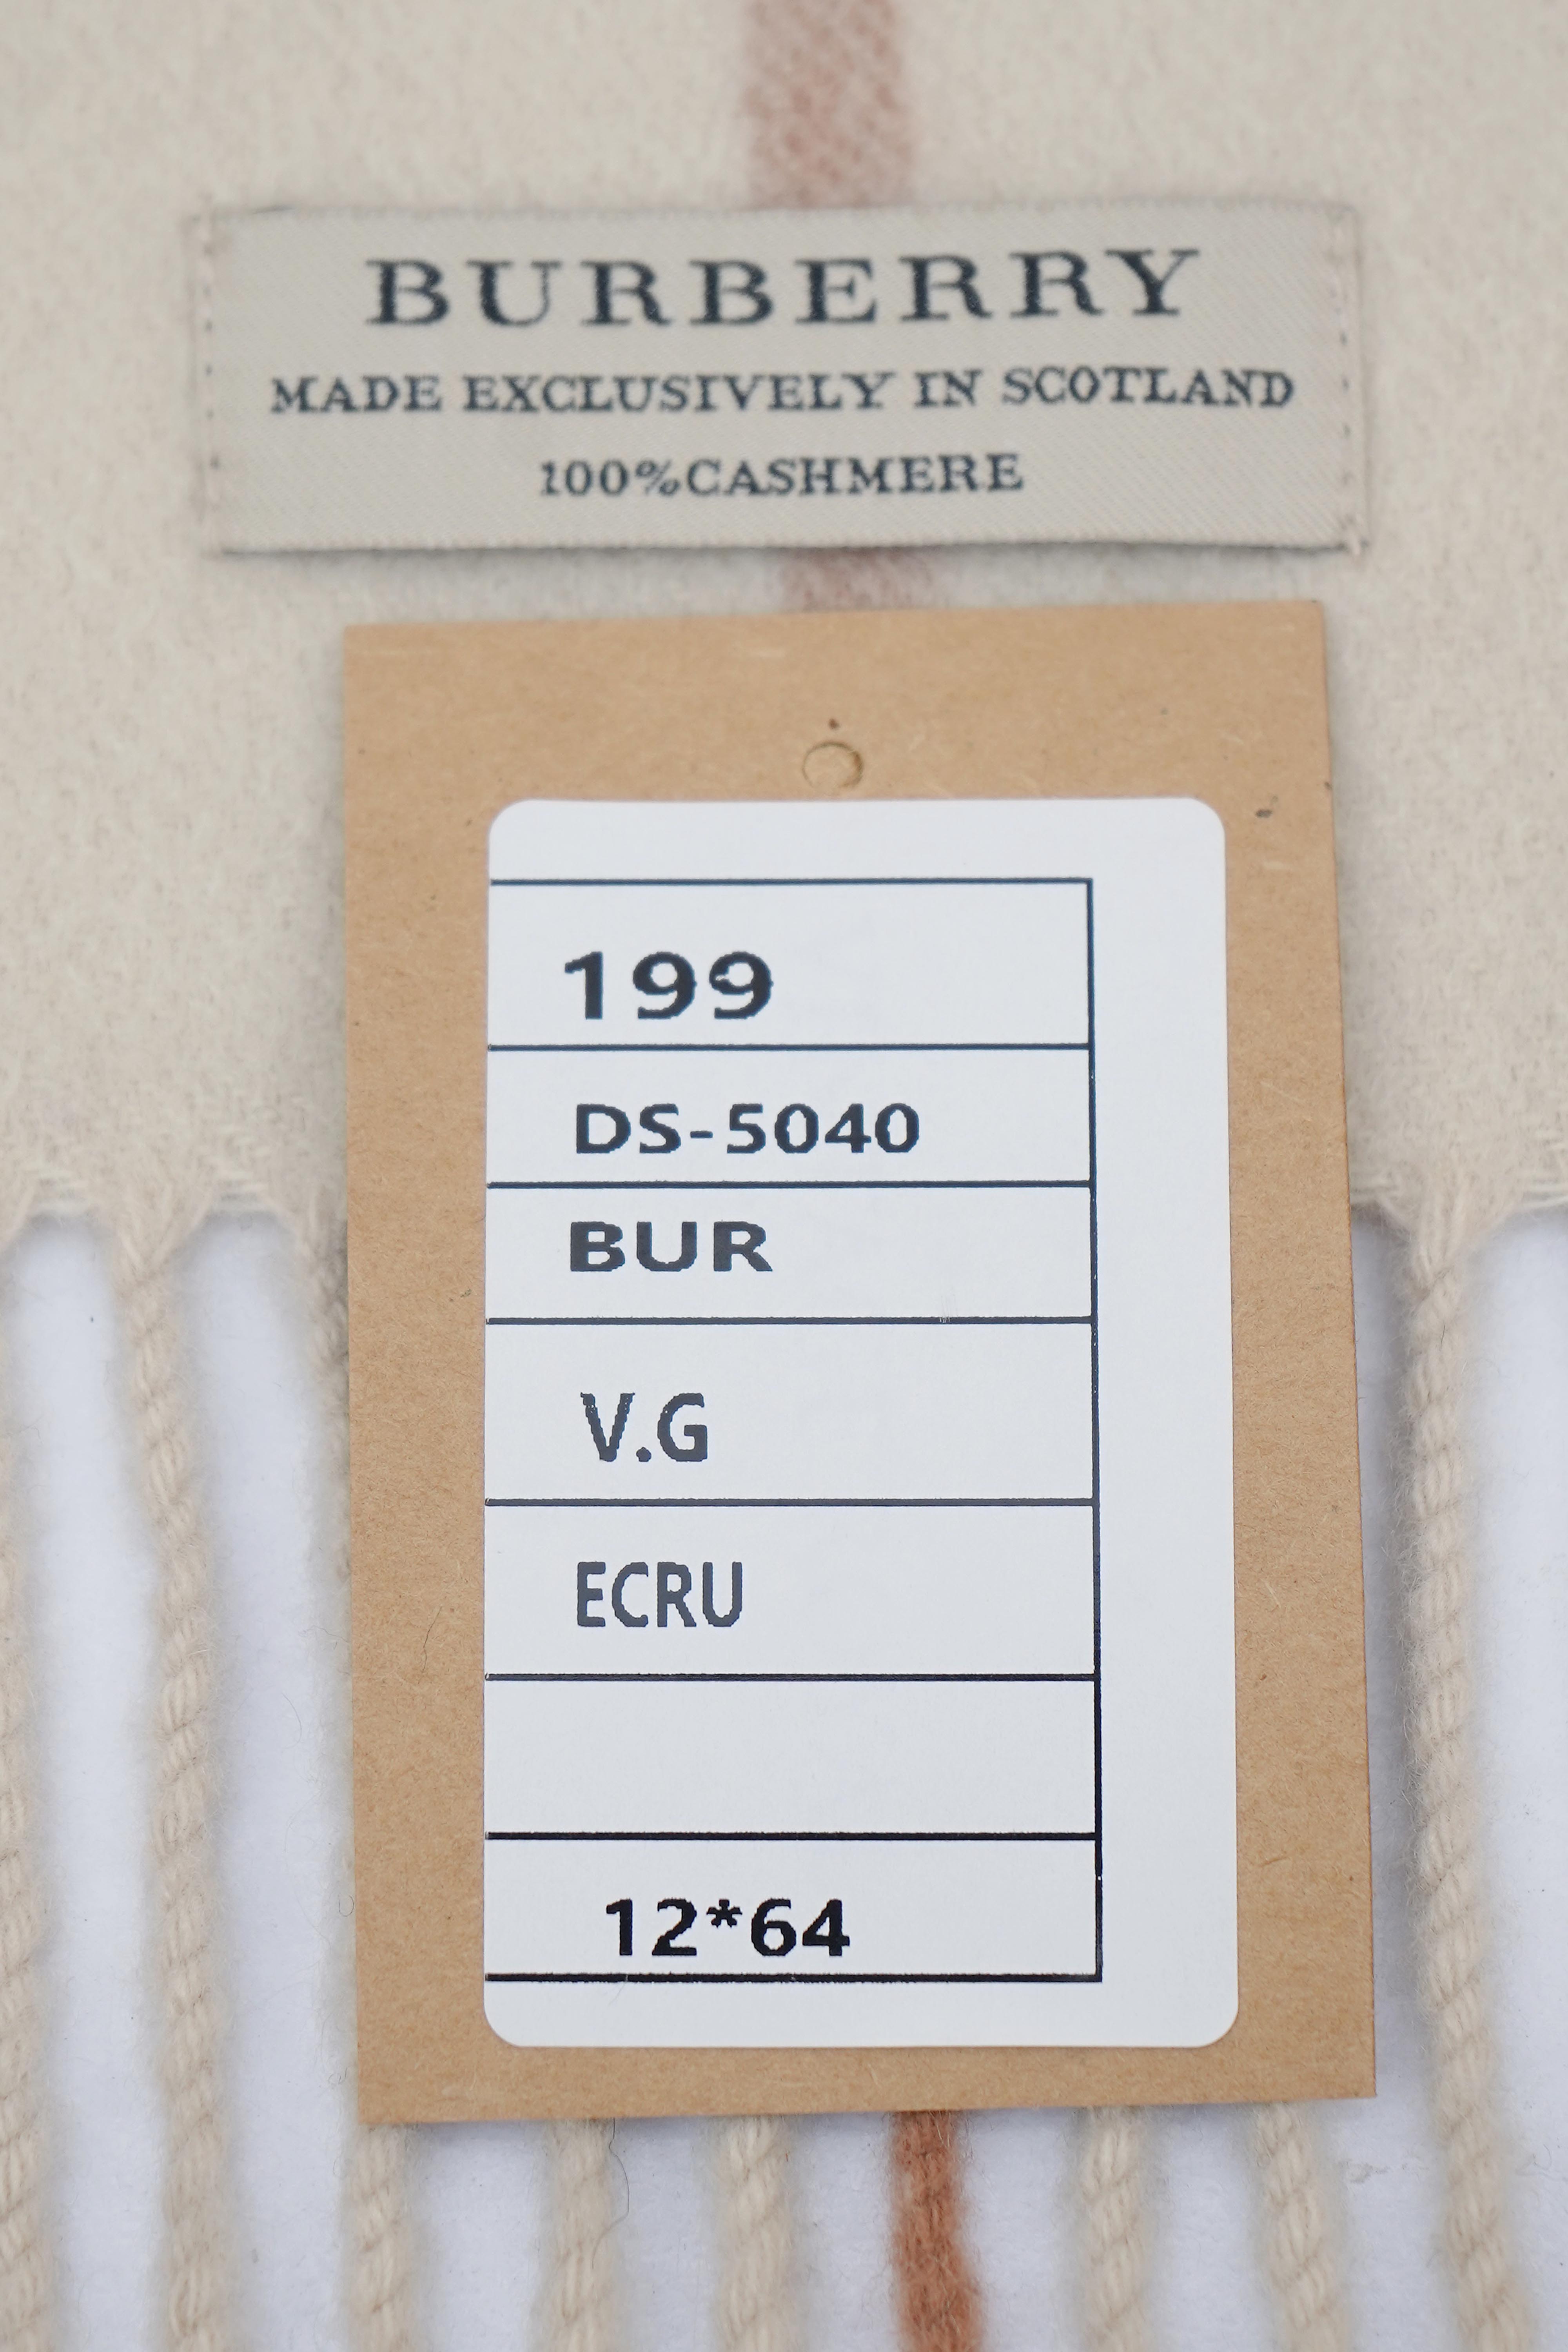 BURBERRY
MADE EXCLUSIVELY IN SCOTLAND
100%CASHMERE
199
DS-5040
BUR
V.G
ECRU
12*64